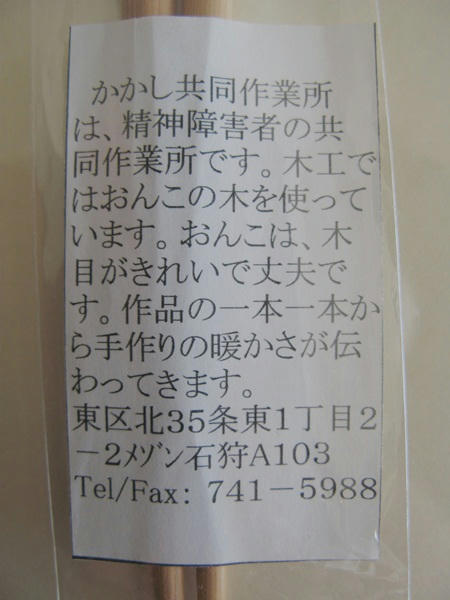 かかし共同作業所
は、精神障害者の共
同作業所です。木工で
はおんこの木を使って
います。おんこは、木
目がきれいで丈夫で
す。作品の一本一本か
ら手作りの暖かさが伝
わってきます。
東区北35条東1丁目2
－2ﾒｿﾞﾝ石狩A103
Tel/Fax: 741－5988